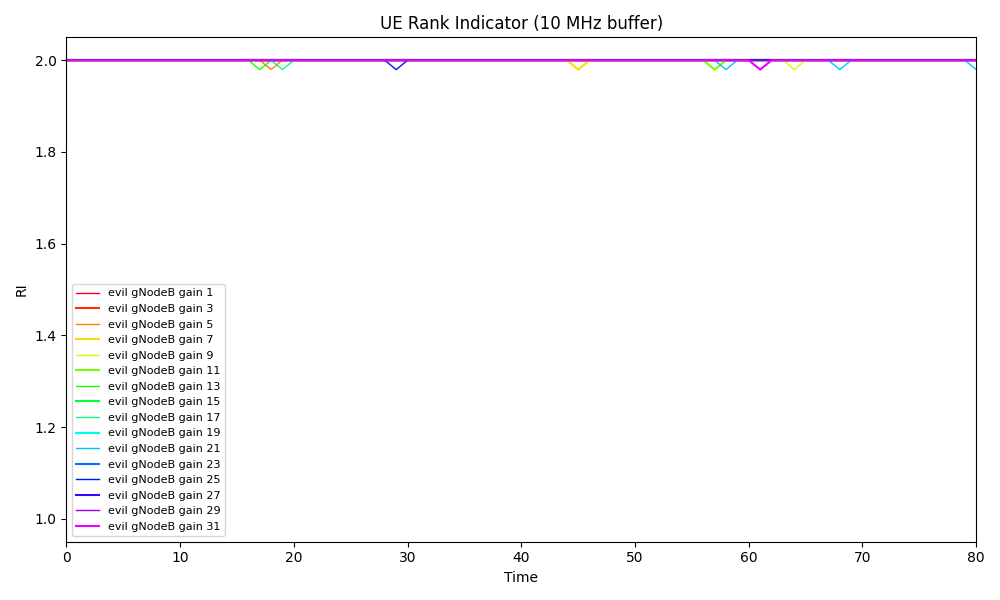 UE Rank Indicator (10 MHz buffer)
RI
2.0
1.8
1.6
1.4
1.2
1.0
evil gNodeB gain 1
evil gNodeB gain 3
evil gNodeB gain 5
evil gNodeB gain 7
evil gNodeB gain 9
evil gNodeB gain 11
evil gNodeB gain 13
evil gNodeB gain 15
evil gNodeB gain 17
evil gNodeB gain 19
evil gNodeB gain 21
evil gNodeB gain 23
evil gNodeB gain 25
evil gNodeB gain 27
evil gNodeB gain 29
evil gNodeB gain 31
0 10 20 30 40 50 60 70 80
Time